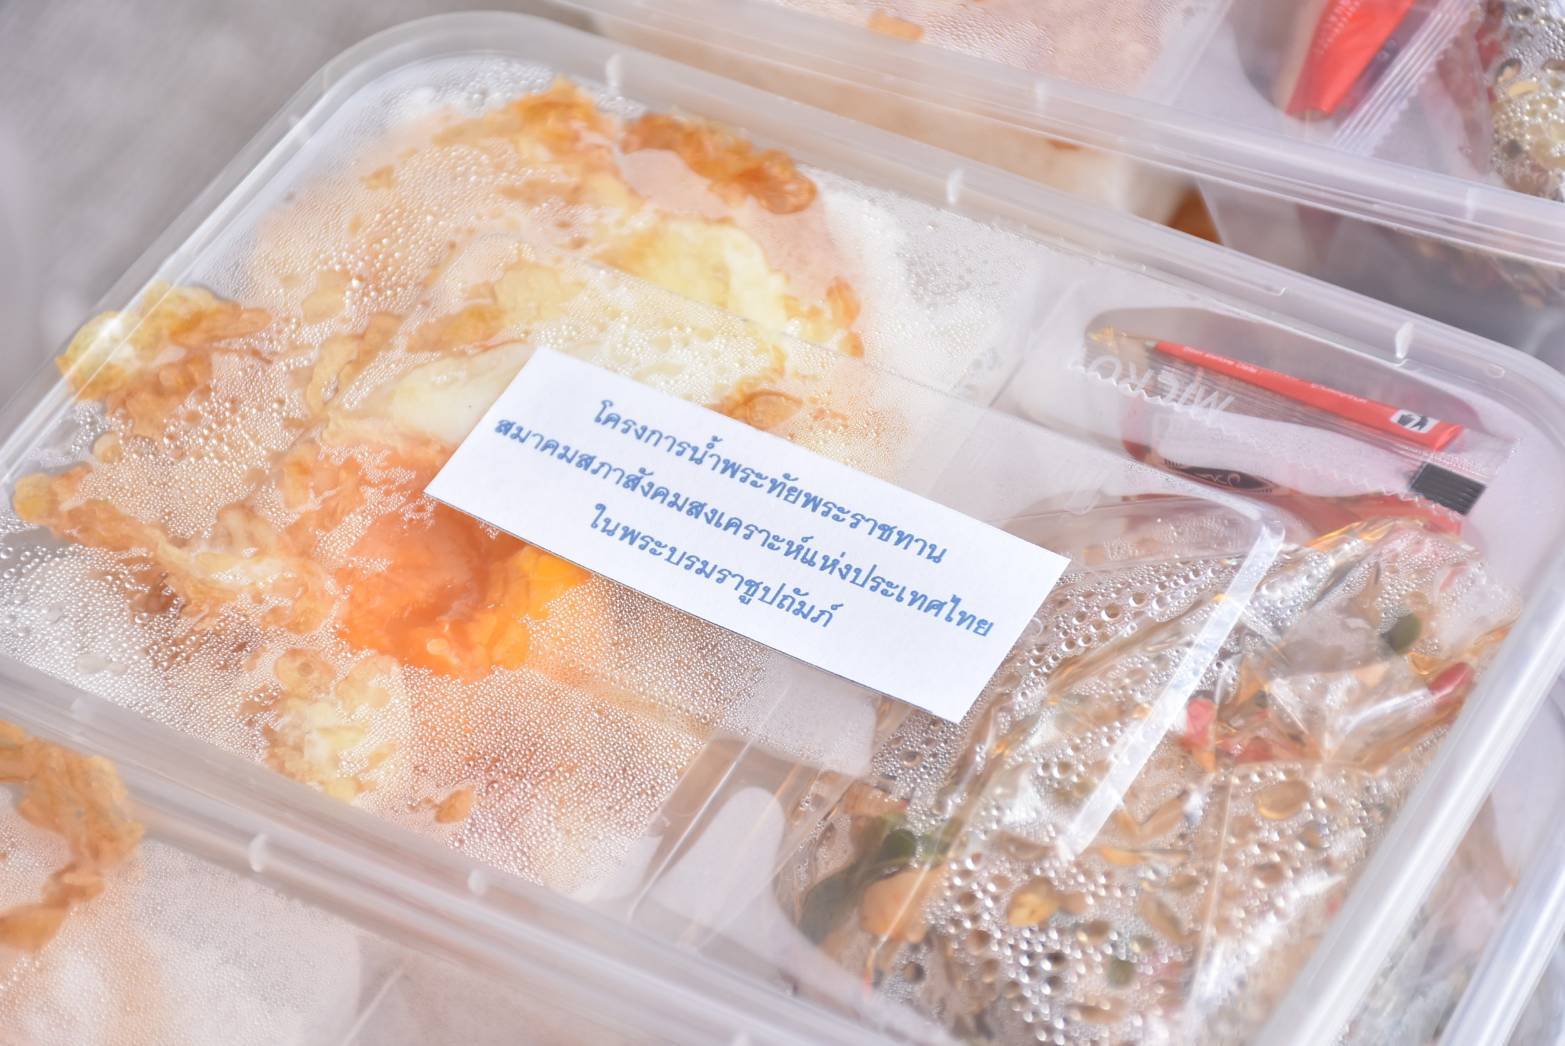 โครงการน้ำพระทัยพระราชทาน
สมาคมสภาสังคมสงเคราะห์แห่งประเทศไทย
ในพระบรมราชูปถัมภ์